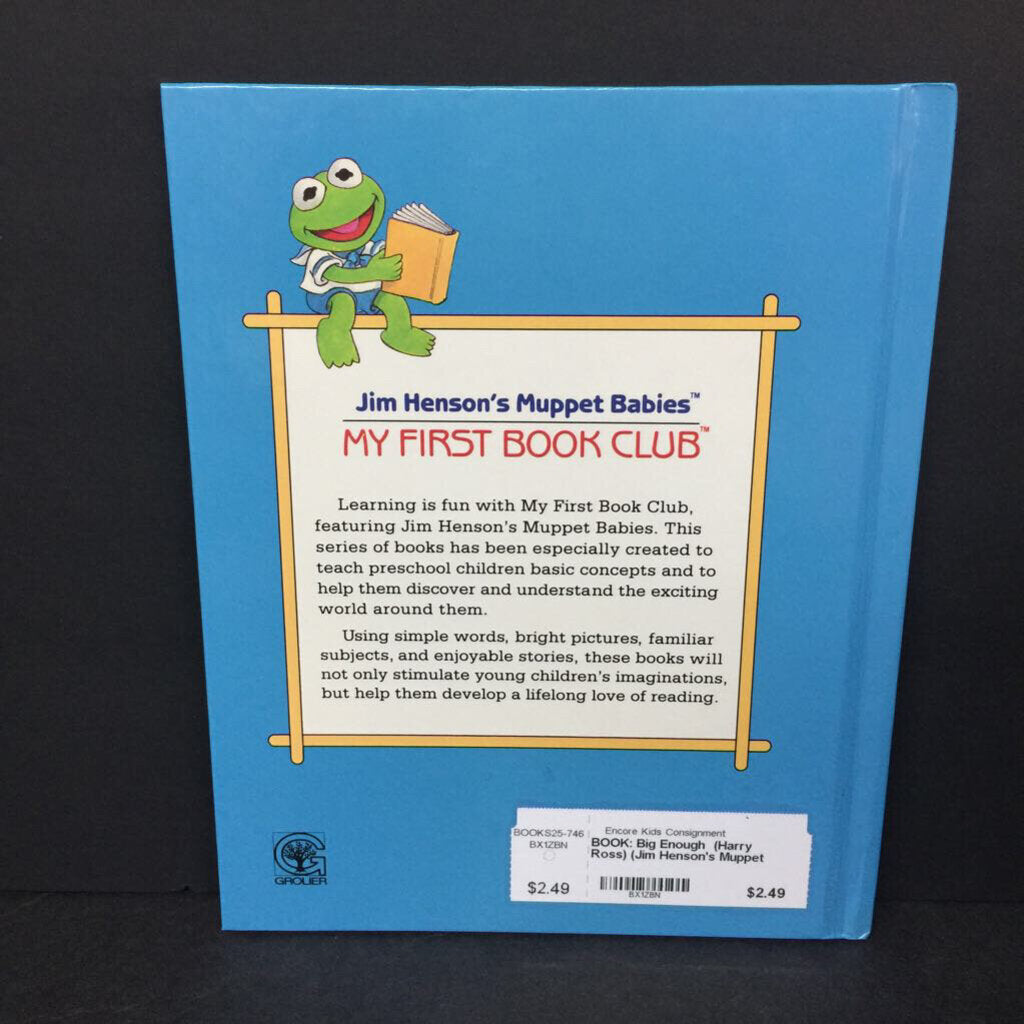 Jim Henson's Muppet Babies™
MY FIRST BOOK CLUB™
Learning is fun with My First Book Club,
featuring Jim Henson's Muppet Babies. This
series of books has been especially created to
teach preschool children basic concepts and to
help them discover and understand the exciting
world around them.
Using simple words, bright pictures, familiar
subjects, and enjoyable stories, these books will
not only stimulate young children's imaginations,
but help them develop a lifelong love of reading.
G
GROLIER
BOOKS25-746
BX1ZBN
$2.49
Encore Kids Consignment
BOOK: Big Enough (Harry
Ross) (Jim Henson's Muppet
BX1ZBN
$2.49